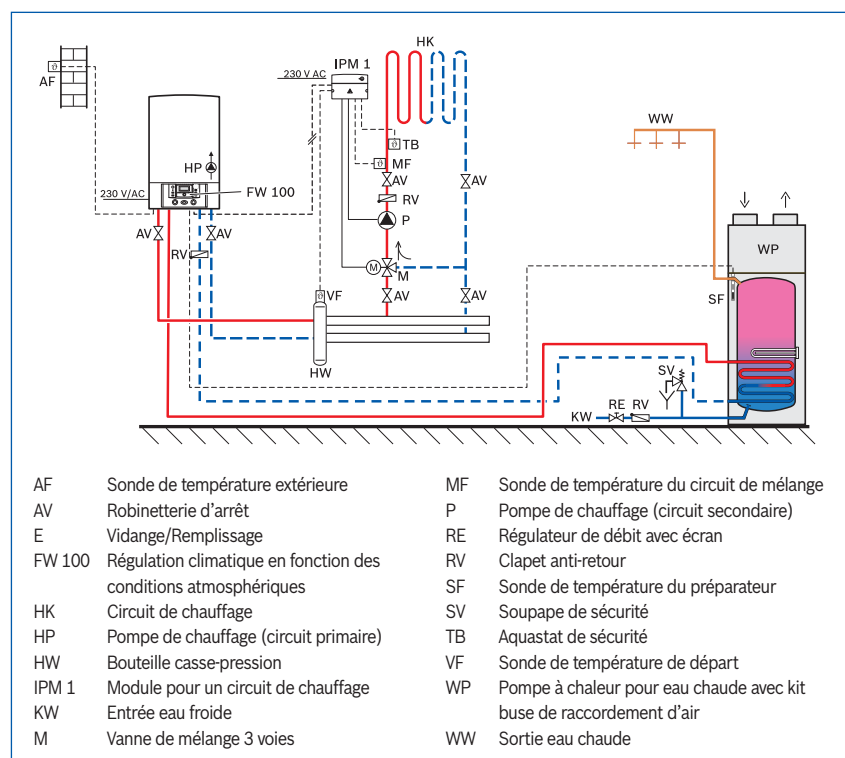 230 V AC
IPM 1
HK
AF
WW
TB
HP
MF
FW 100
AV
AV
230 V/AC
RV
P
AV
AV
RV
WP
M
M
VF
AV
AV
SF
HW
SV
KW
RE
RV
AF Sonde de température extérieure
AV Robinetterie d'arrêt
E Vidange/Remplissage
FW 100 Régulation climatique en fonction des
conditions atmosphériques
HK Circuit de chauffage
HP Pompe de chauffage (circuit primaire)
HW Bouteille casse-pression
IPM 1 Module pour un circuit de chauffage
KW Entrée eau froide
M Vanne de mélange 3 voies
MF Sonde de température du circuit de mélange
P Pompe de chauffage (circuit secondaire)
RE Régulateur de débit avec écran
RV Clapet anti-retour
SF Sonde de température du préparateur
SV Soupape de sécurité
TB Aquastat de sécurité
VF Sonde de température de départ
WP Pompe à chaleur pour eau chaude avec kit
buse de raccordement d'air
WW Sortie eau chaude